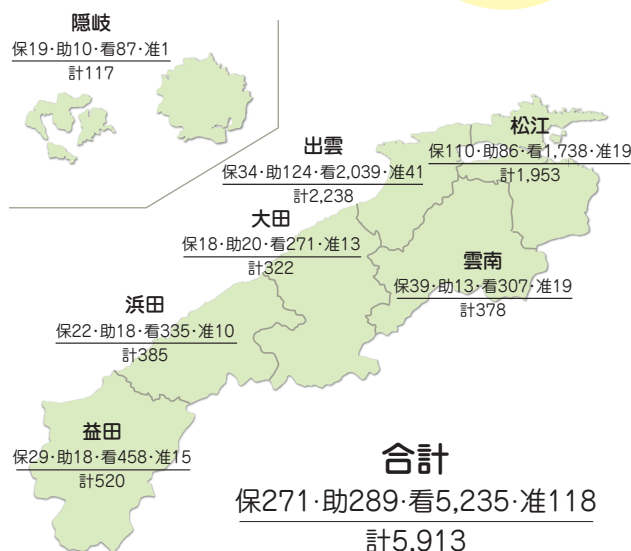 隠岐
保19･助10･看87･准1
計117
松江
保110･助86･看1,738･准19
計1,953
出雲
保34･助124･看2,039･准41
計2,238
大田
保18･助20･看271･准13
計322
雲南
保39･助13･看307･准19
計378
浜田
保22･助18･看335･准10
計385
益田
保29･助18･看458･准15
計520
合計
保271･助289･看5,235･准118
計5,913